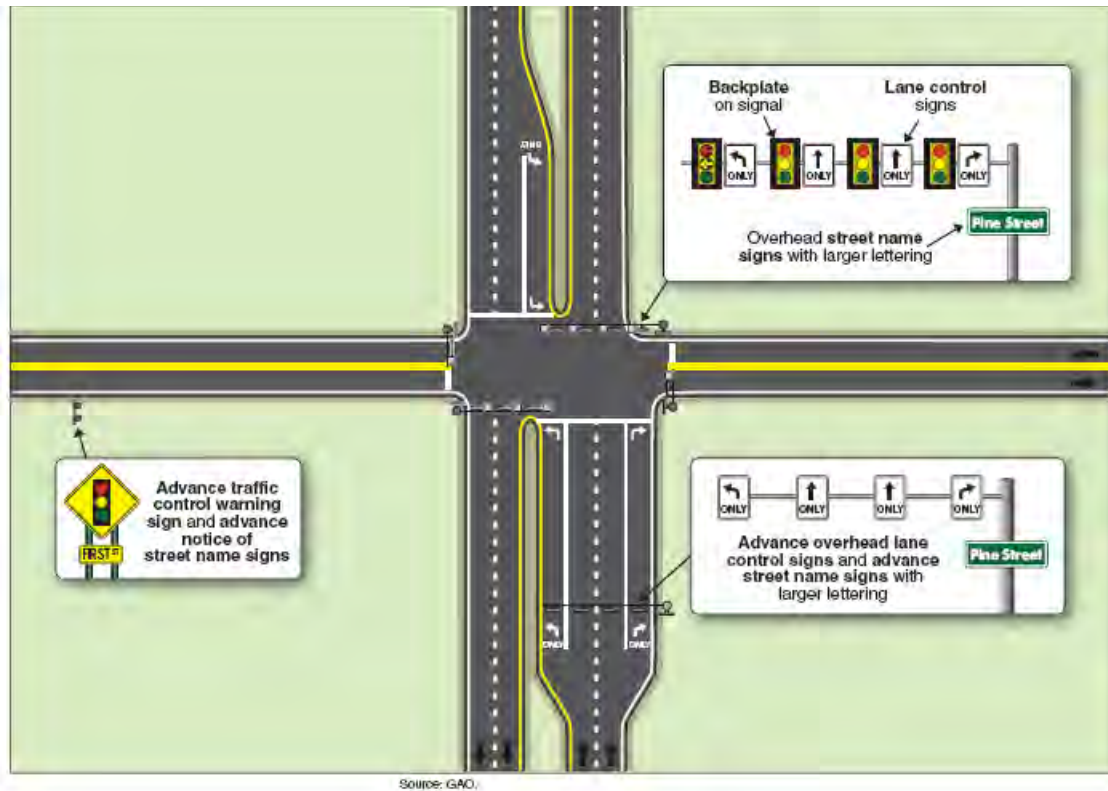 Backplate
on signal
Lane control
signs
ONLY
ONLY
ONLY
ONLY
Pine Street
Overhead street name
signs with larger lettering
ONLY
Advance traffic
control warning
sign and advance
notice of
street name signs
FIRST ST
ONLY
ONLY
ONLY
ONLY
Pine Street
Advance overhead lane
control signs and advance
street name signs with
larger lettering
ONLY
ONLY
Source: GAO.